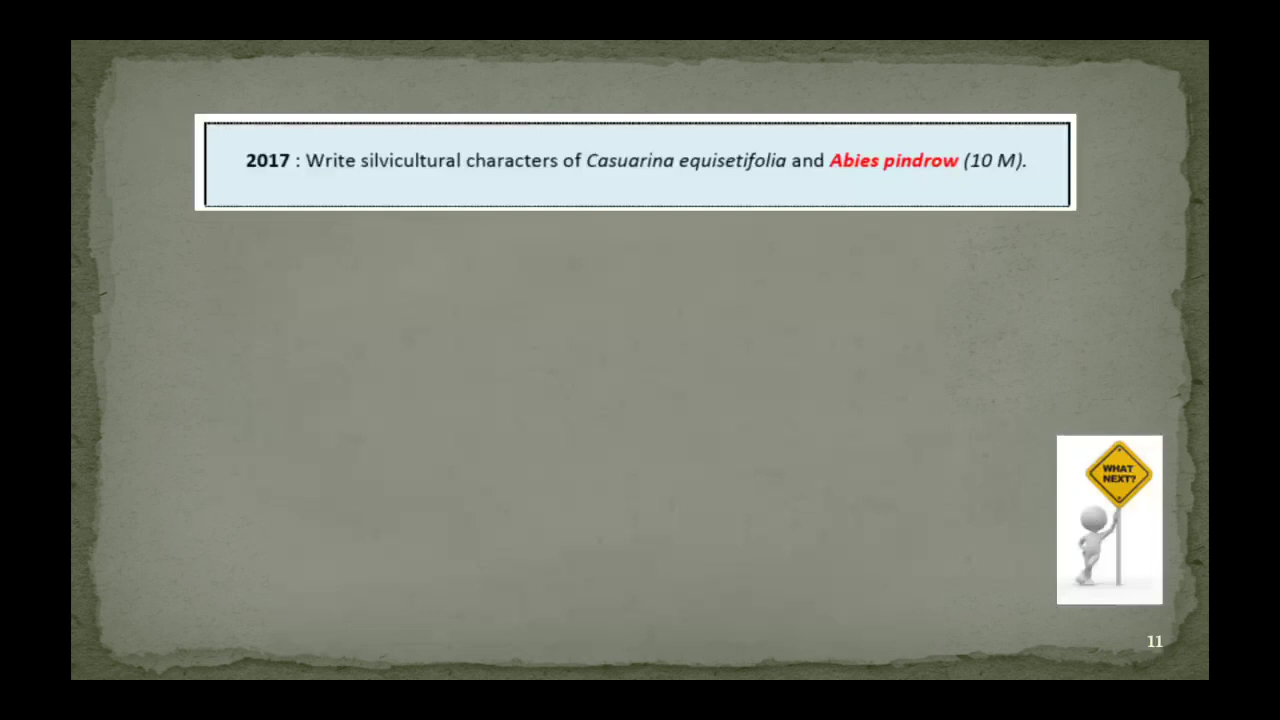 2017 : Write silvicultural characters of Casuarina equisetifolia and Abies pindrow (10 M).
WHAT
NEXT?
11